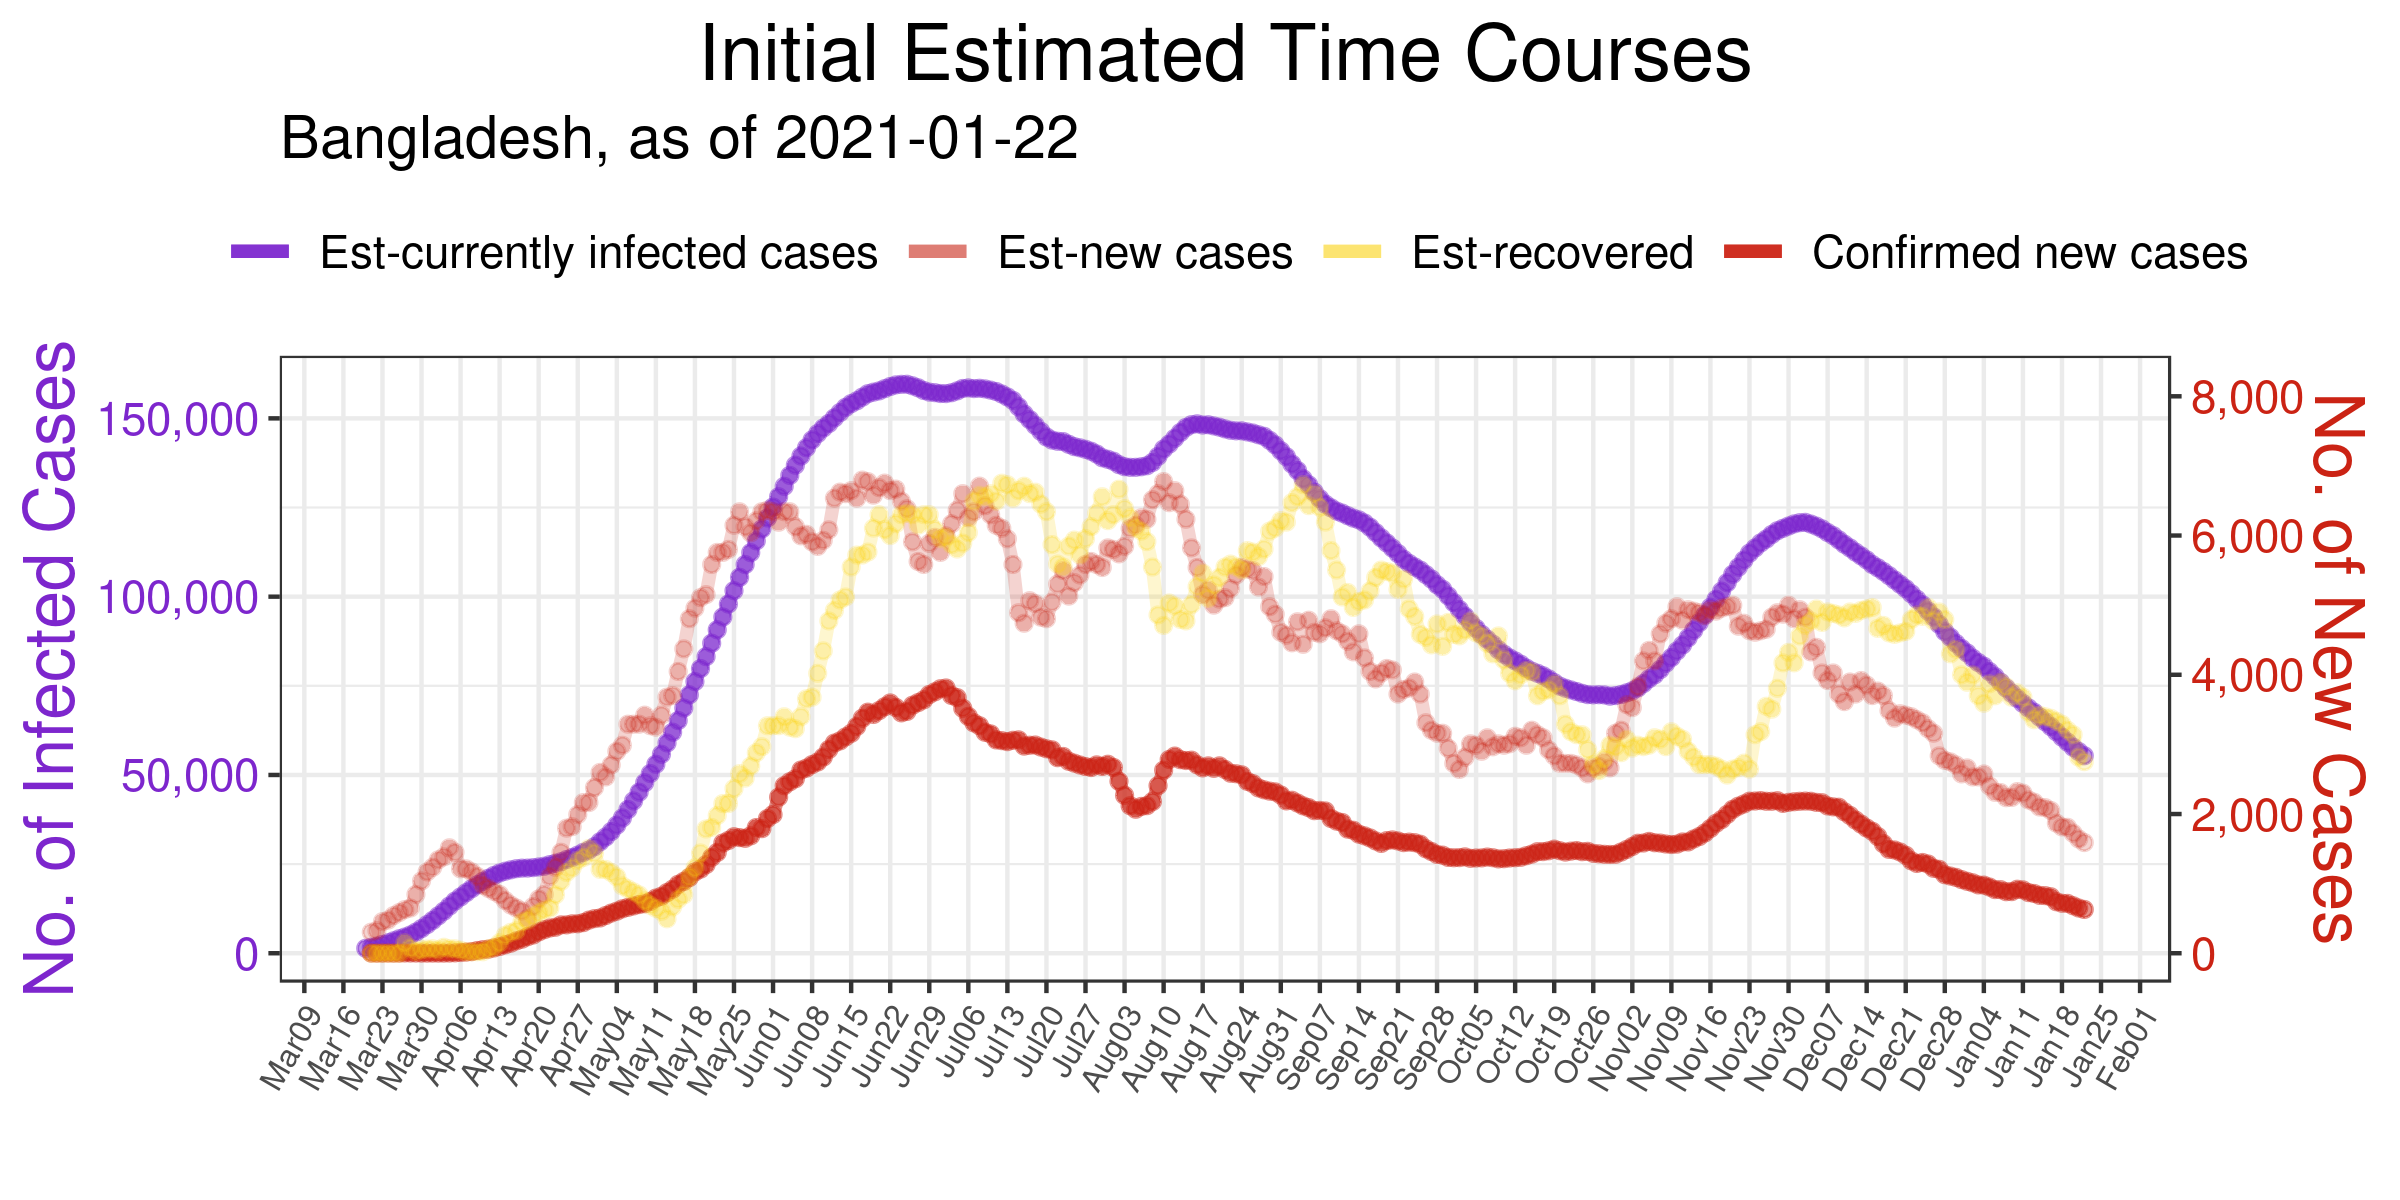 Initial Estimated Time Courses
Bangladesh, as of 2021-01-22
Est-currently infected cases Est-new cases Est-recovered Confirmed new cases
No. of Infected Cases
150,000
100,000
50,000
0
8,000
6,000
4,000
2,000
0
No. of New Cases
Mar09 Mar16 Mar23 Mar30 Apr06 Apr13 Apr20 Apr27 May04 May11 May18 May25 Jun01 Jun08 Jun15 Jun22 Jun29 Jul06 Jul13 Jul20 Jul27 Aug03 Aug10 Aug17 Aug24 Aug31 Sep07 Sep14 Sep21 Sep28 Oct05 Oct12 Oct19 Oct26 Nov02 Nov09 Nov16 Nov23 Nov30 Dec07 Dec14 Dec21 Dec28 Jan04 Jan11 Jan18 Jan25 Feb01